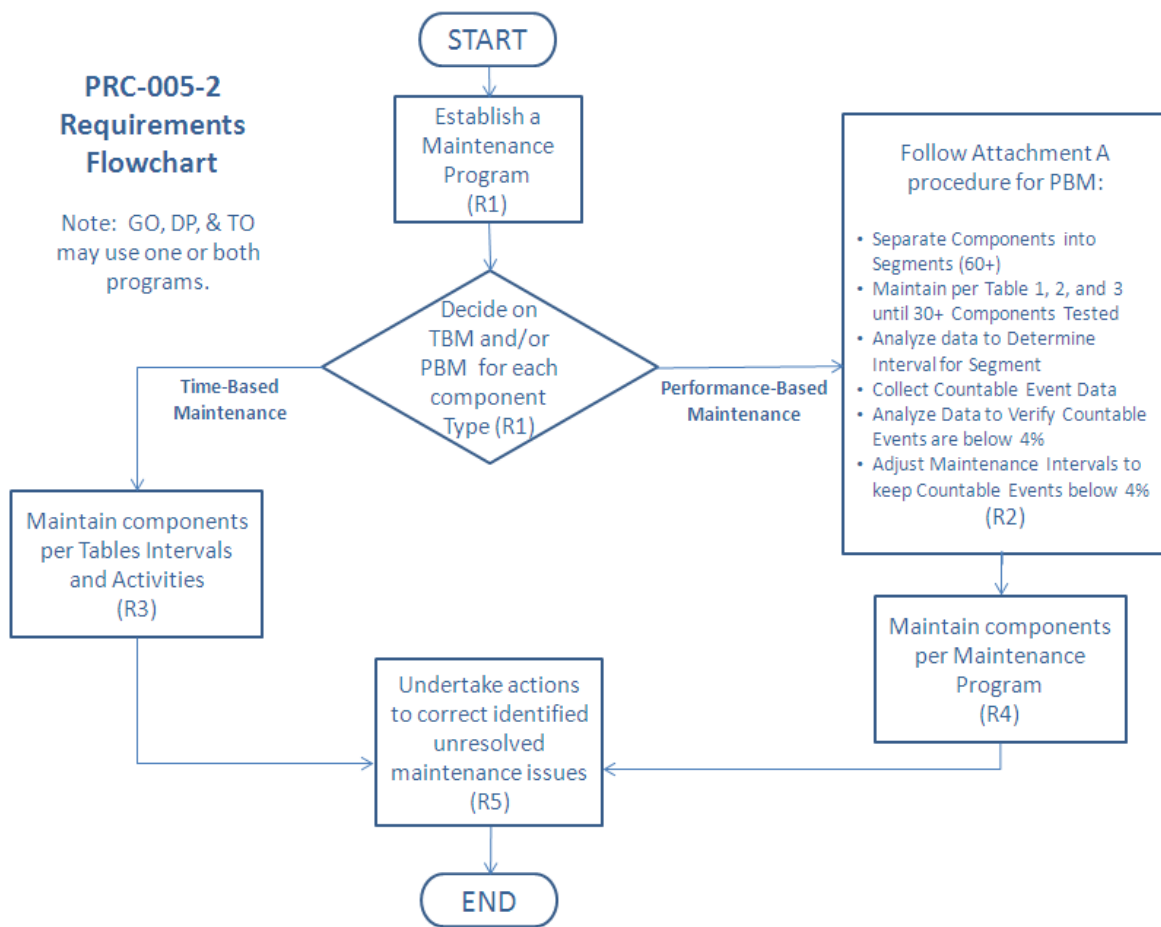 START
PRC-005-2
Requirements
Flowchart
Note: GO, DP, & TO
may use one or both
programs.
Establish a
Maintenance
Program
(R1)
Decide on
TBM and/or
PBM for each
component
Type (R1)
Time-Based
Maintenance
Performance-Based
Maintenance
Follow Attachment A
procedure for PBM:
• Separate Components into
Segments (60+)
• Maintain per Table 1, 2, and 3
until 30+ Components Tested
• Analyze data to Determine
Interval for Segment
• Collect Countable Event Data
• Analyze Data to Verify Countable
Events are below 4%
• Adjust Maintenance Intervals to
keep Countable Events below 4%
(R2)
Maintain components
per Tables Intervals
and Activities
(R3)
Maintain components
per Maintenance
Program
(R4)
Undertake actions
to correct identified
unresolved
maintenance issues
(R5)
END